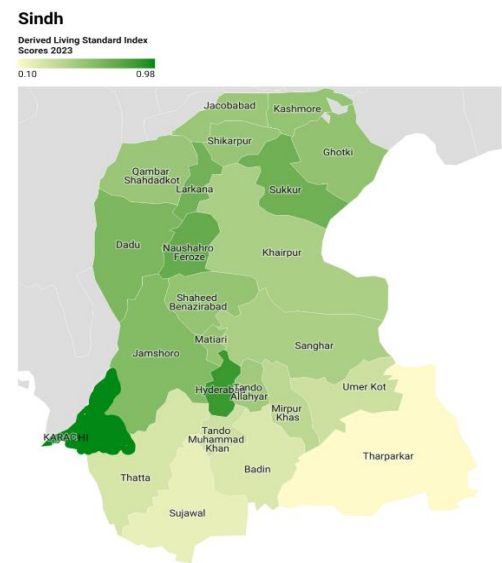 Sindh
Derived Living Standard Index
Scores 2023
0.10 0.98
Jacobabad
Kashmore
Shikarpur
Ghotki
Qambar
Shahdadkot
Larkana
Sukkur
Dadu
Naushahro
Feroze
Khairpur
Shaheed
Benazirabad
Matiari
Jamshoro
Sanghar
Hyderabad
Tando
Allahyar
Umer Kot
Mirpur
Khas
KARACHI
Tando
Muhammad
Khan
Tharparkar
Badin
Thatta
Sujawal